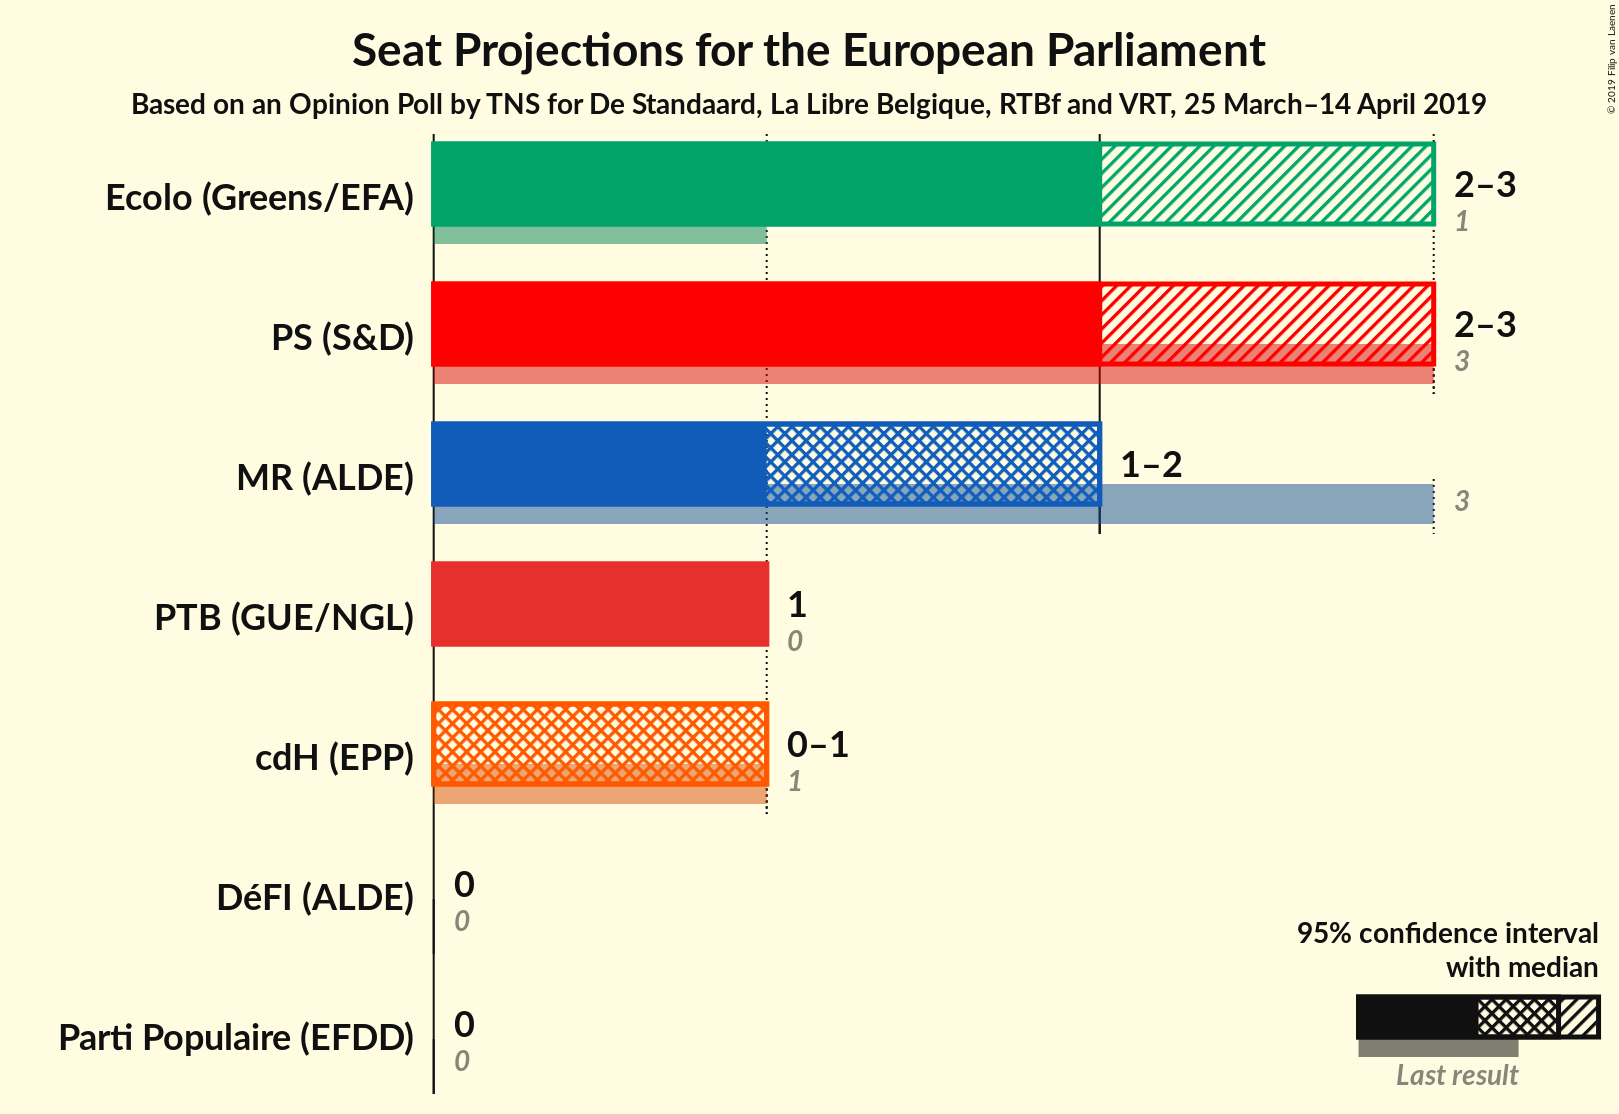 Seat Projections for the European Parliament
Based on an Opinion Poll by TNS for De Standaard, La Libre Belgique, RTBf and VRT, 25 March–14 April 2019
© 2019 Filip van Laenen
Ecolo (Greens/EFA)
2–3
1
PS (S&D)
2–3
3
MR (ALDE)
1–2
3
PTB (GUE/NGL)
1
0
cdH (EPP)
0–1
1
DéFI (ALDE)
0
0
Parti Populaire (EFDD)
0
0
95% confidence interval
with median
Last result